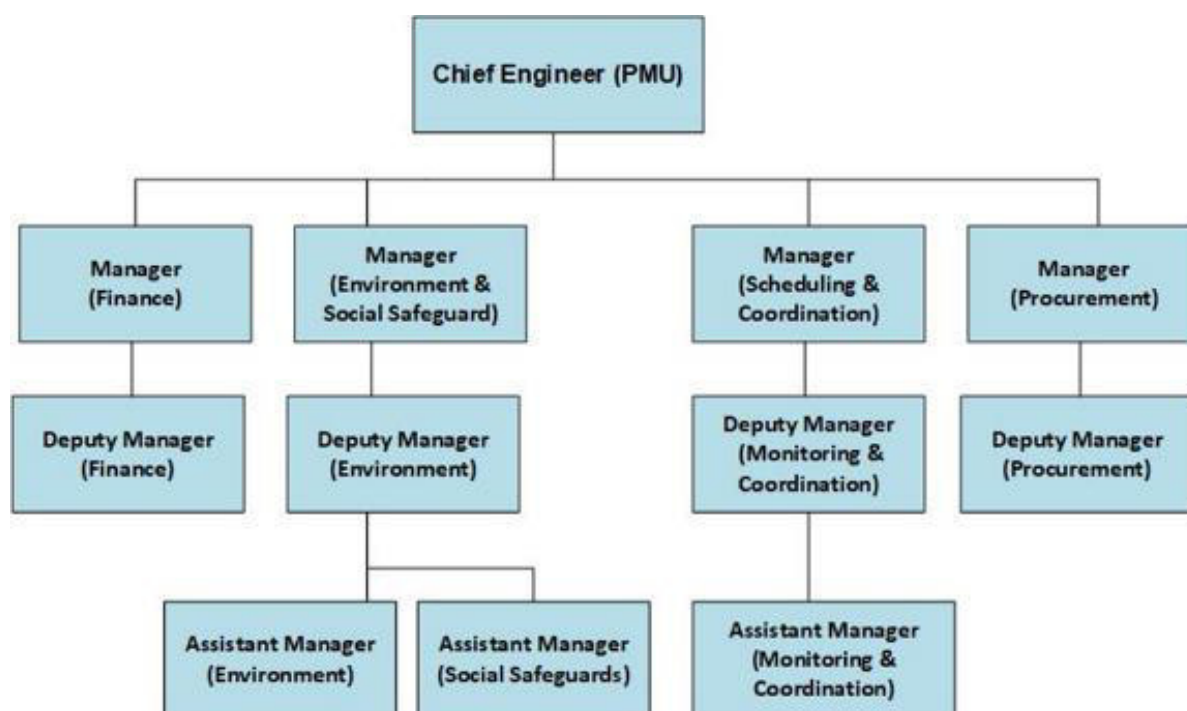 Chief Engineer (PMU)
Manager
(Finance)
Manager
(Environment &
Social Safeguard)
Manager
(Scheduling &
Coordination)
Manager
(Procurement)
Deputy Manager
(Finance)
Deputy Manager
(Environment)
Deputy Manager
(Monitoring &
Coordination)
Deputy Manager
(Procurement)
Assistant Manager
(Environment)
Assistant Manager
(Social Safeguards)
Assistant Manager
(Monitoring &
Coordination)